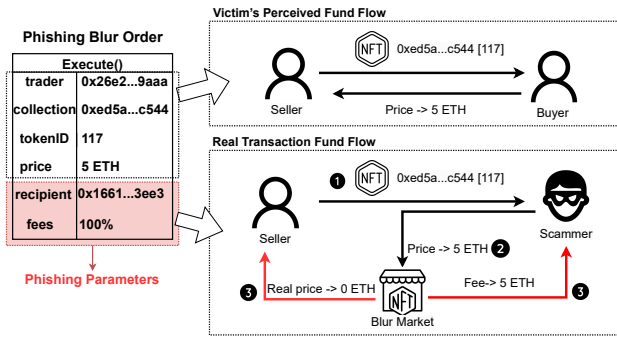 Phishing Blur Order
Execute()
trader 0x26e2...9aaa
collection 0xed5a...c544
tokenID 117
price 5 ETH
recipient 0x1661...3ee3
fees 100%
Phishing Parameters
Victim's Perceived Fund Flow
NFT 0xed5a...c544 [117]
Seller
Price -> 5 ETH
Buyer
Real Transaction Fund Flow
1 NFT 0xed5a...c544 [117]
Seller
Scammer
Price -> 5 ETH 2
3 Real price -> 0 ETH
NFT
Fee-> 5 ETH 3
Blur Market